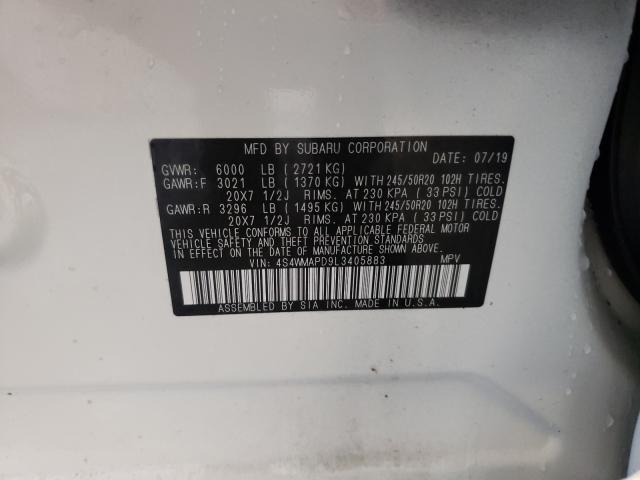 MFD BY SUBARU CORPORATION
DATE: 07/19
GVWR: 6000 LB (2721 KG)
GAWR:F 3021 LB (1370 KG) WITH 245/50R20 102H TIRES.
20X7 1/2J RIMS. AT 230 KPA (33 PSI) COLD
GAWR:R 3296 LB (1495 KG) WITH 245/50R20 102H TIRES.
20X7 1/2J RIMS. AT 230 KPA (33 PSI) COLD
THIS VEHICLE CONFORMS TO ALL APPLICABLE FEDERAL MOTOR
VEHICLE SAFETY AND THEFT PREVENTION STANDARDS IN
EFFECT ON THE DATE OF MANUFACTURE SHOWN ABOVE.
VIN: 4S4WMAPD9L3405883 MPV
ASSEMBLED BY SIA INC. MADE IN U.S.A.